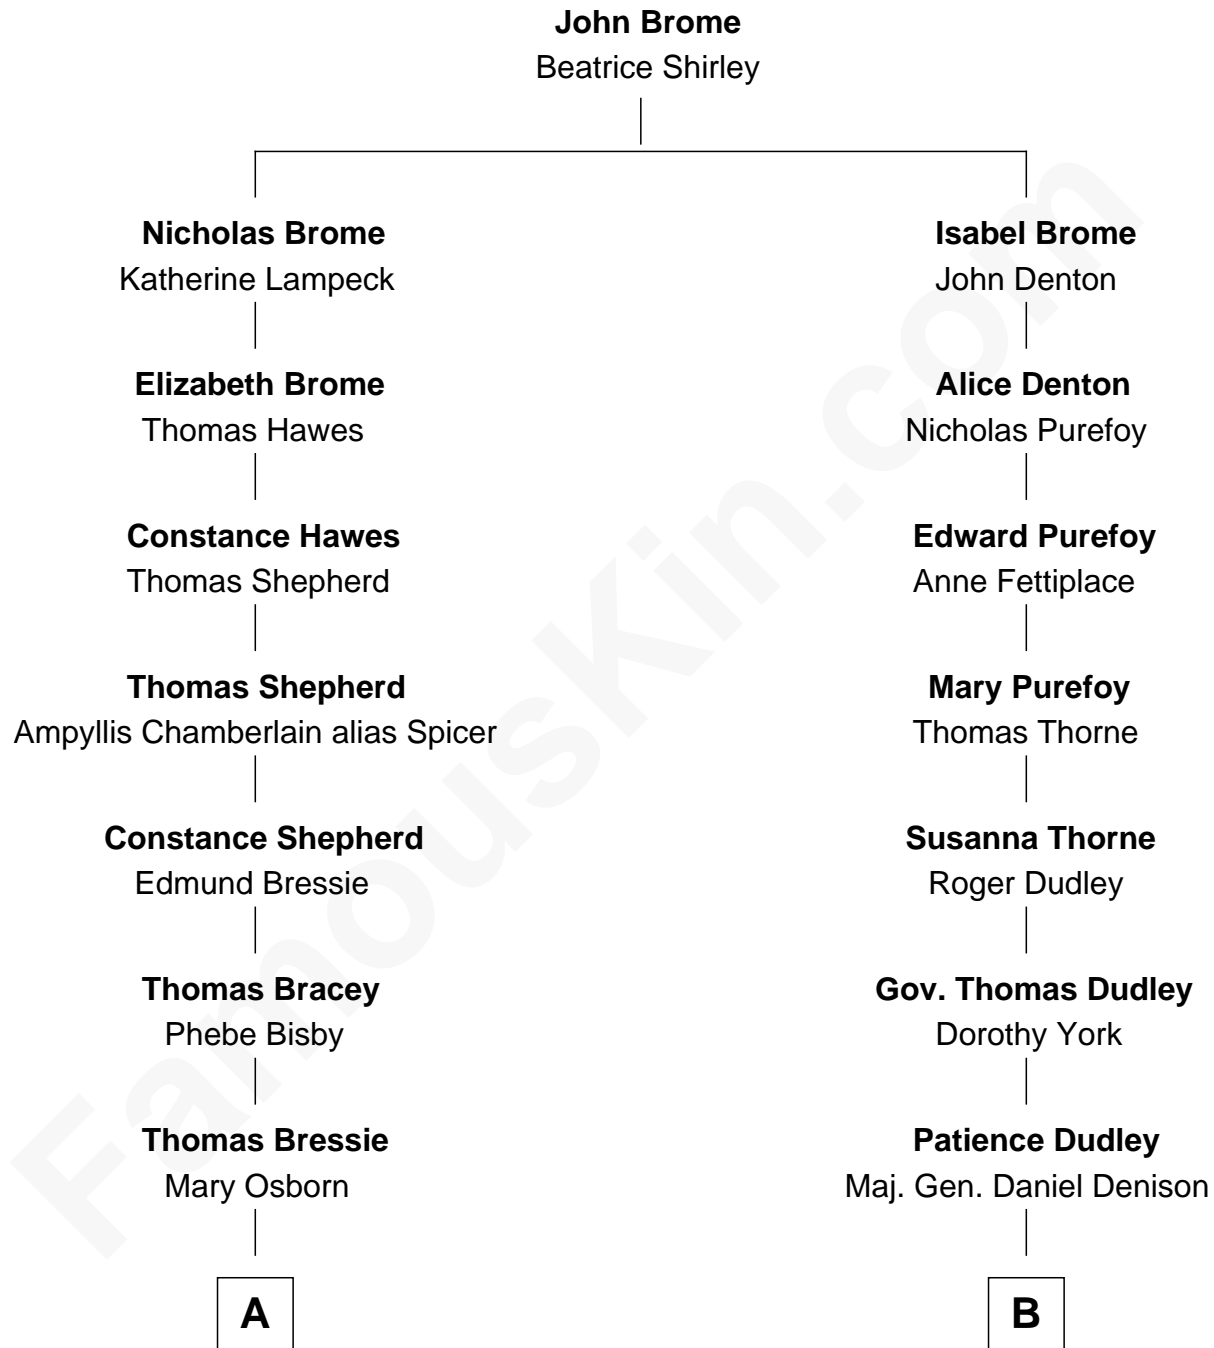 John Brome
Beatrice Shirley
Nicholas Brome
Katherine Lampeck
Elizabeth Brome
Thomas Hawes
Constance Hawes
Thomas Shepherd
Thomas Shepherd
Ampyllis Chamberlain alias Spicer
Constance Shepherd
Edmund Bressie
Thomas Bracey
Phebe Bisby
Thomas Bressie
Mary Osborn
A
Isabel Brome
John Denton
Alice Denton
Nicholas Purefoy
Edward Purefoy
Anne Fettiplace
Mary Purefoy
Thomas Thorne
Susanna Thorne
Roger Dudley
Gov. Thomas Dudley
Dorothy York
Patience Dudley
Maj. Gen. Daniel Denison
B
FamousKin.com